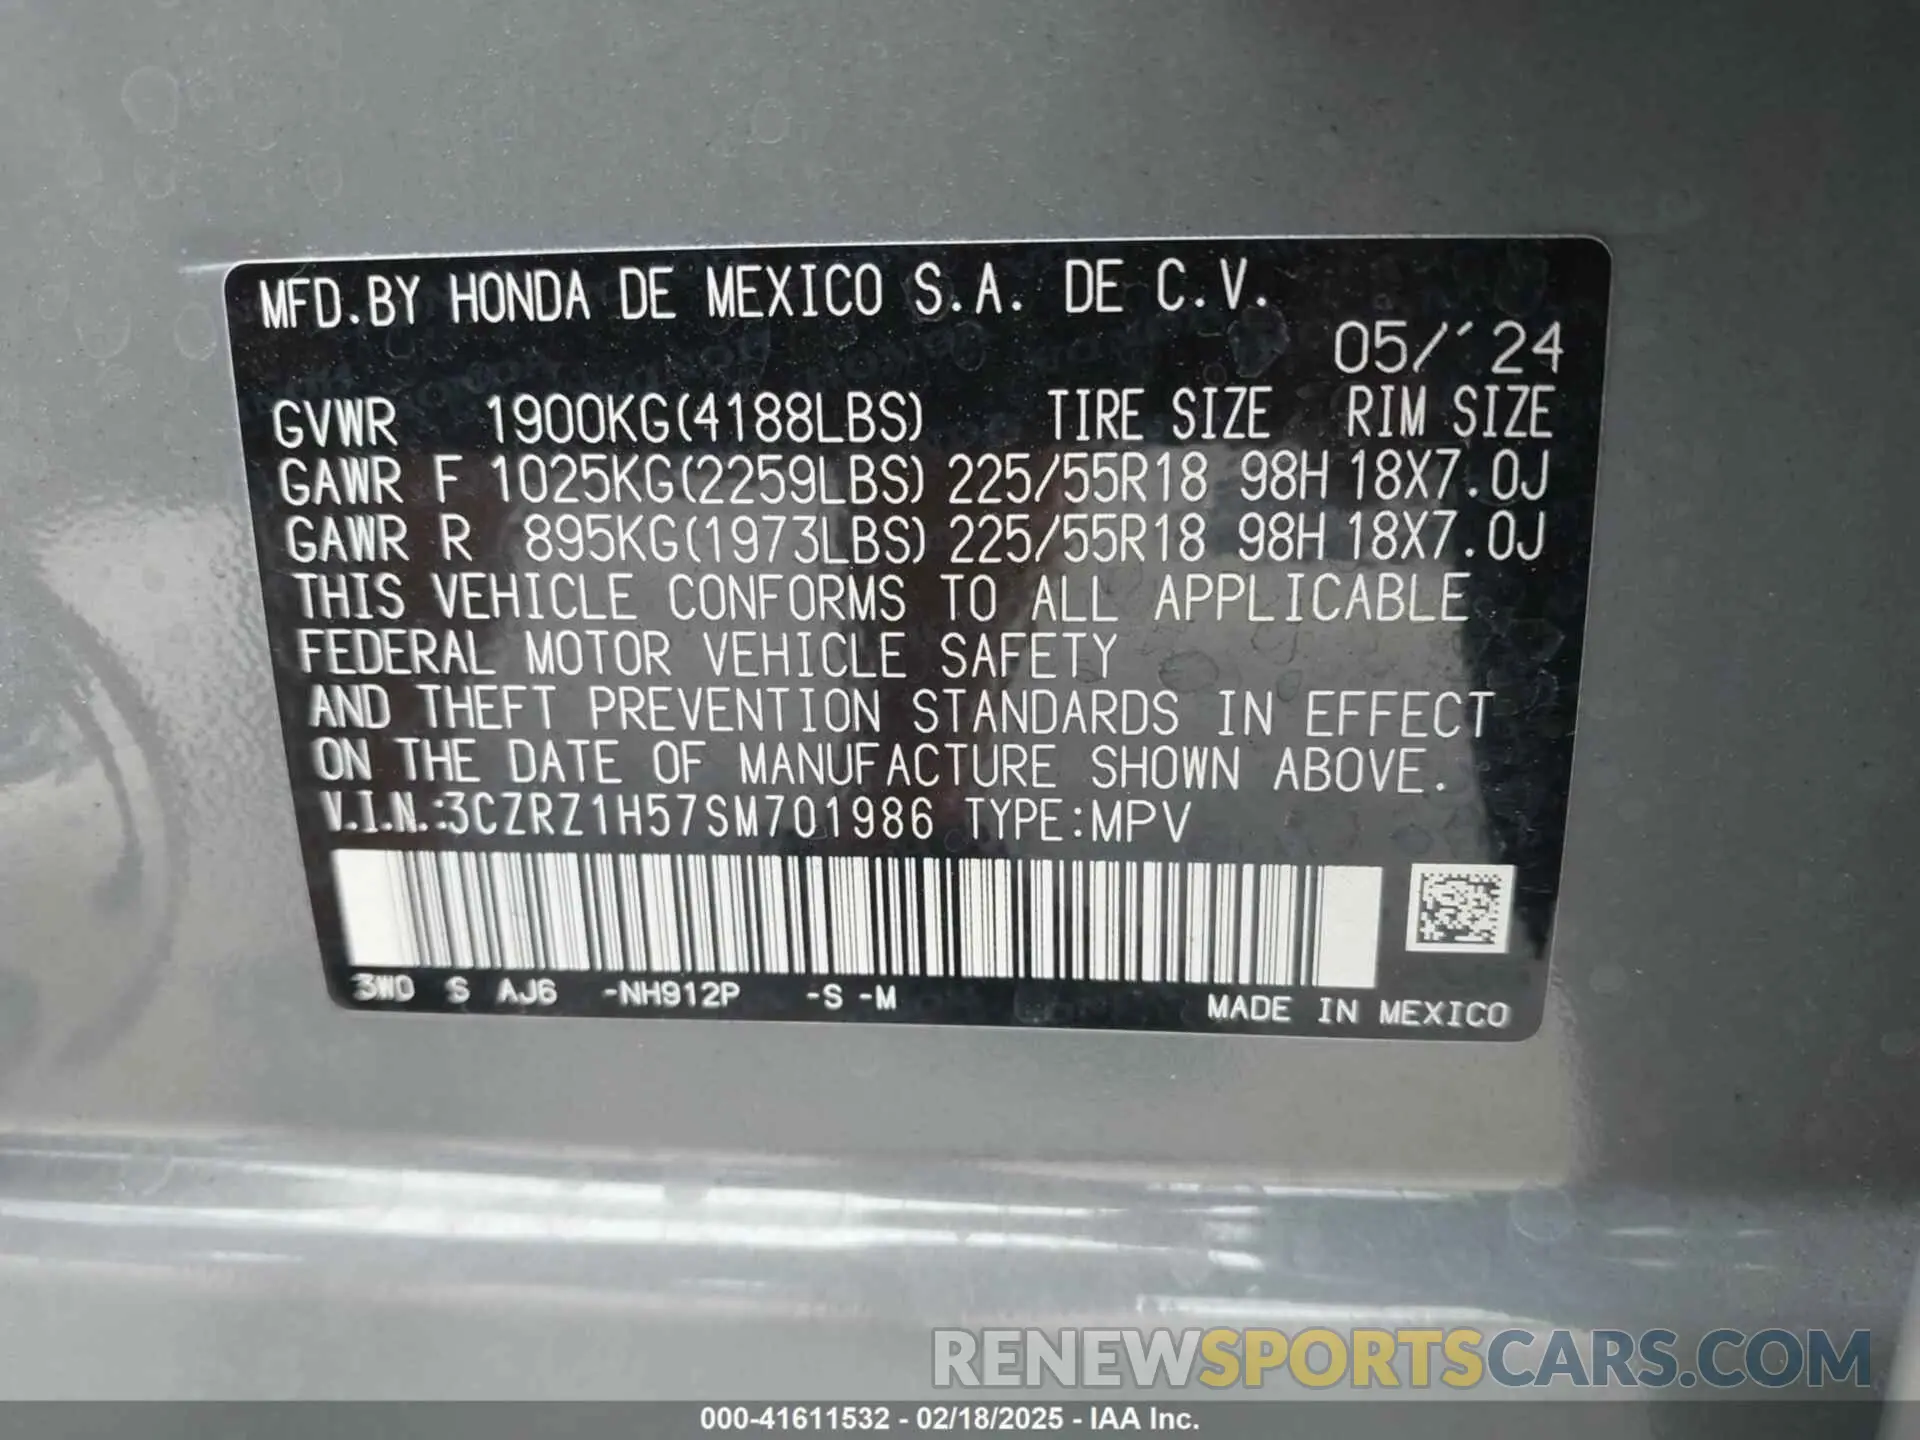 MFD.BY HONDA DE MEXICO S.A. DE C.V.
05/'24
GVWR 1900KG(4188LBS) TIRE SIZE RIM SIZE
GAWR F 1025KG(2259LBS) 225/55R18 98H 18X7.0J
GAWR R 895KG(1973LBS) 225/55R18 98H 18X7.0J
THIS VEHICLE CONFORMS TO ALL APPLICABLE
FEDERAL MOTOR VEHICLE SAFETY
AND THEFT PREVENTION STANDARDS IN EFFECT
ON THE DATE OF MANUFACTURE SHOWN ABOVE.
V.I.N.:3CZRZ1H57SM701986 TYPE:MPV
3W0 S AJ6 -NH912P -S -M MADE IN MEXICO
RENEWSPORTSCARS.COM
000-41611532 - 02/18/2025 - IAA Inc.